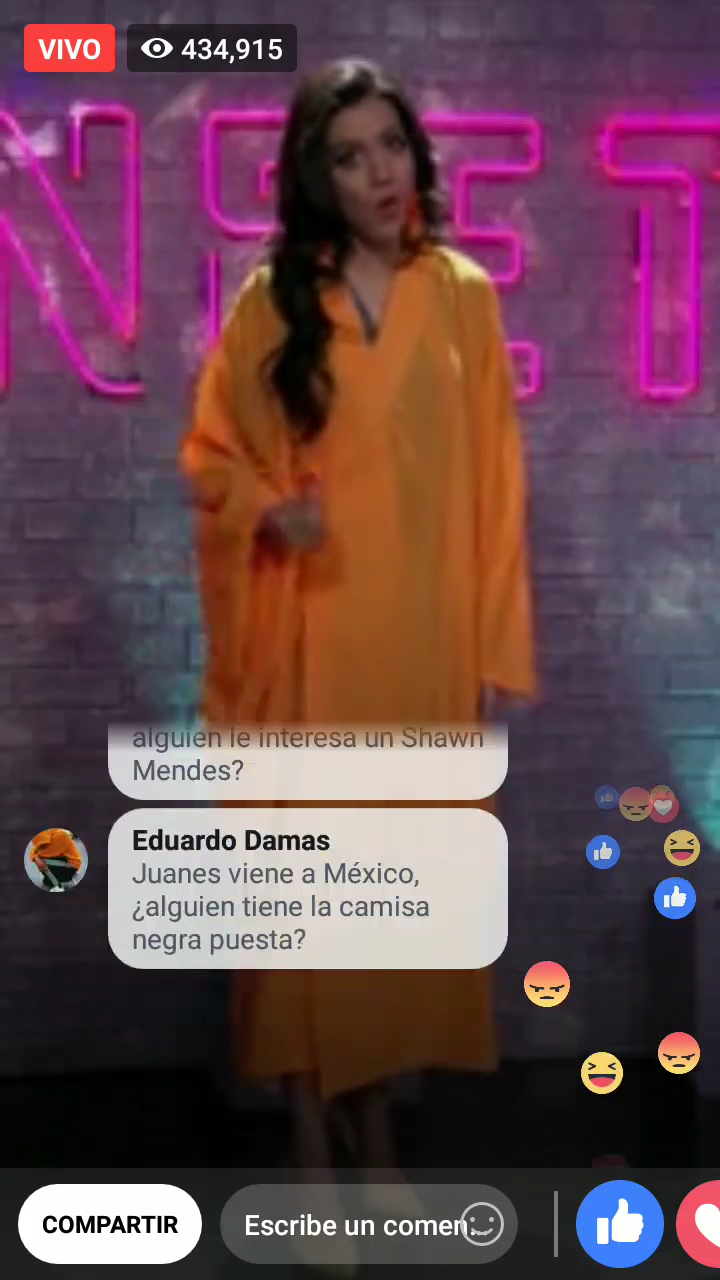 VIVO 434,915
alguien le interesa un Shawn
Mendes?
Eduardo Damas
Juanes viene a México,
¿alguien tiene la camisa
negra puesta?
COMPARTIR
Escribe un comen.